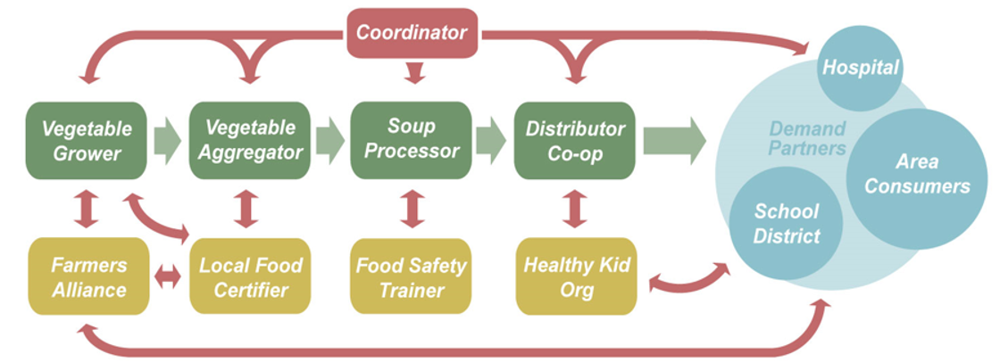 Coordinator
Hospital
Vegetable
Grower
Vegetable
Aggregator
Soup
Processor
Distributor
Co-op
Demand
Partners
Area
Consumers
School
District
Farmers
Alliance
Local Food
Certifier
Food Safety
Trainer
Healthy Kid
Org